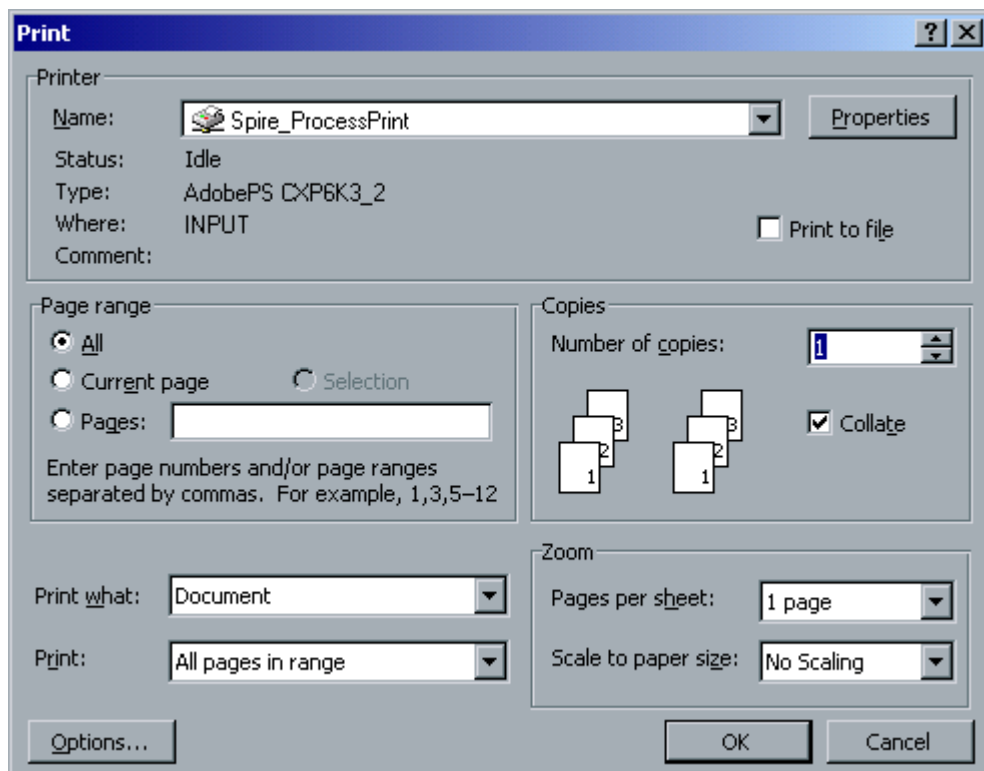 Print
Printer
Name: Spire_ProcessPrint Properties
Status: Idle
Type: AdobePS CXP6K3_2
Where: INPUT Print to file
Comment:
Page range
All
Current page Selection
Pages:
Enter page numbers and/or page ranges
separated by commas. For example, 1,3,5–12
Copies
Number of copies: 1
3 3
2 2
1 1
Collate
Print what: Document
Print: All pages in range
Zoom
Pages per sheet: 1 page
Scale to paper size: No Scaling
Options... OK Cancel